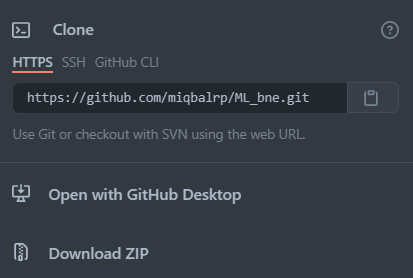 Clone
HTTPS SSH GitHub CLI
https://github.com/miqbalrp/ML_bne.git
Use Git or checkout with SVN using the web URL.
Open with GitHub Desktop
Download ZIP